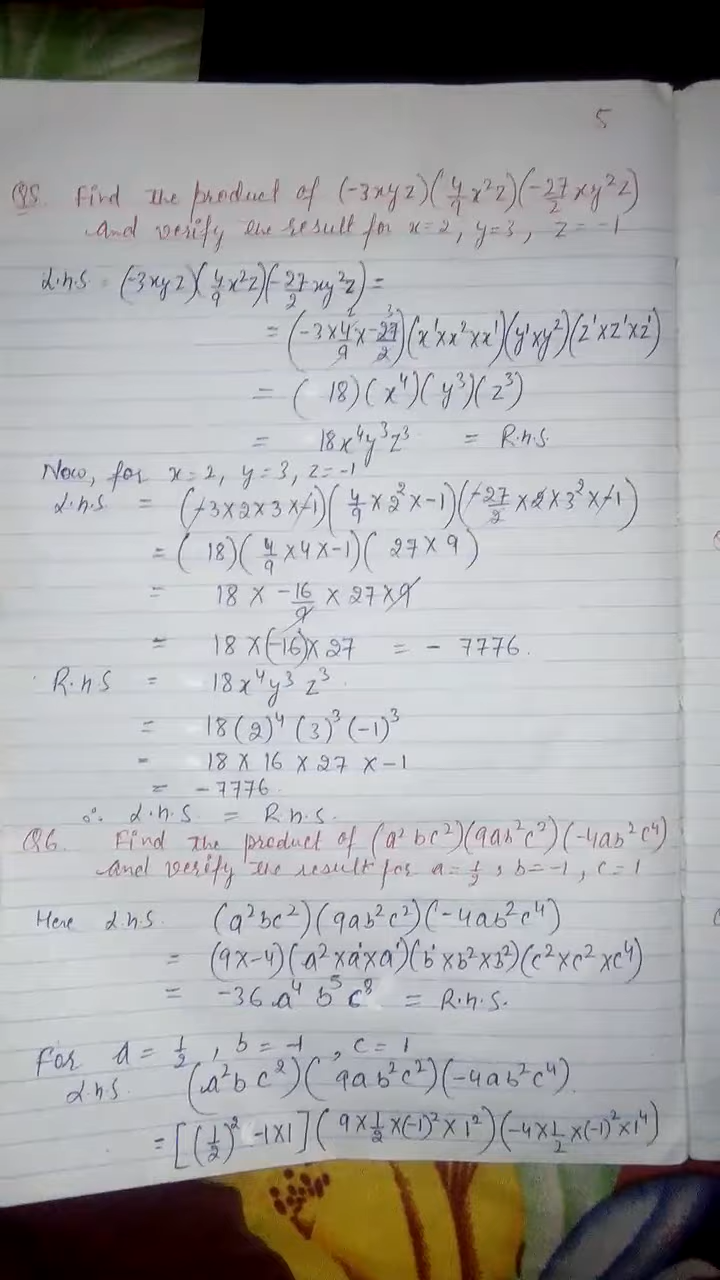 5
Q5. Find the product of (-3xyz)(4/9 x²z)(-27/2 xy²z)
And verify the result for x=2, y=3, z=-1
L.h.S = (-3xyz)(4/9 x²z)(-27/2 xy²z) =
= (-3 × 4/9 × -27/2)(x¹×x²×x¹)(y¹×y²)(z¹×z¹×z¹)
= ( 18)(x⁴)(y³)(z³)
= 18x⁴y³z³ = R.h.S.
Now, for x=2, y=3, z=-1
L.h.S = (-3×2×3×-1)(4/9 × 2² × -1)(-27/2 × 2 × 3² × -1)
= ( 18)(4/9 × 4 × -1)( 27 × 9 )
= 18 × -16/9 × 27 × 9
= 18 × (-16) × 27 = - 7776.
R.h.S = 18x⁴y³z³.
= 18(2)⁴ (3)³ (-1)³
= 18 × 16 × 27 × -1
= -7776.
∴ L.h.S = R.h.S.
Q6. Find the product of (a²bc²)(9ab²c²)(-4ab²c⁴)
And verify the result for a=1/2, b=-1, c=1
Here L.h.S. (a²bc²)(9ab²c²)(-4ab²c⁴)
= (9×-4)(a²×a¹×a¹)(b¹×b²×b²)(c²×c²×c⁴)
= -36 a⁴ b⁵ c⁸ = R.h.S.
For a = 1/2, b = -1, c = 1
L.h.S. (a²bc²)( 9ab²c²)(-4ab²c⁴).
= [(1/2)² -1×1]( 9×1/2×(-1)²×1²)(-4×1/2×(-1)²×1⁴)